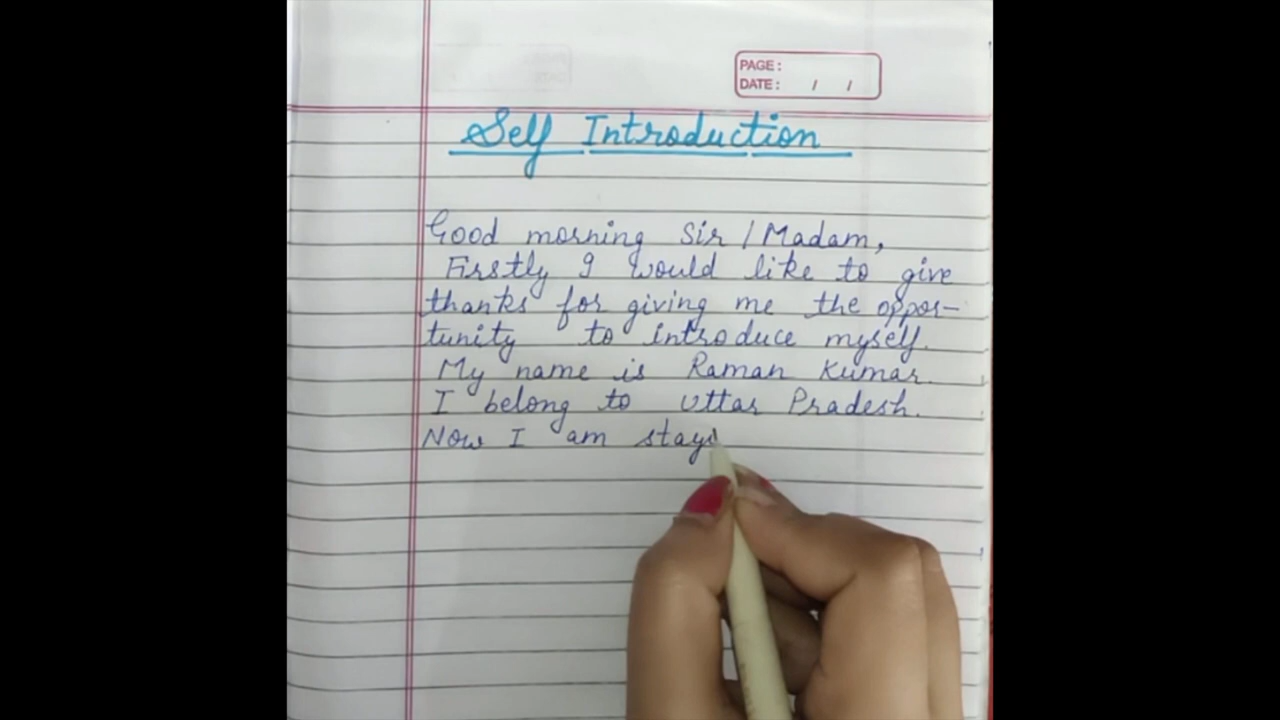 PAGE :
DATE : / /
Self Introduction
Good morning Sir / Madam,
Firstly I would like to give
thanks for giving me the oppor-
tunity to introduce myself.
My name is Raman Kumar.
I belong to Uttar Pradesh.
Now I am stayi